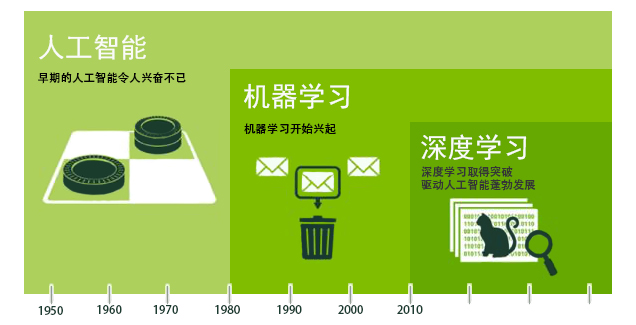 人工智能
早期的人工智能令人兴奋不已
机器学习
机器学习开始兴起
深度学习
深度学习取得突破
驱动人工智能蓬勃发展
1950
1960
1970
1980
1990
2000
2010